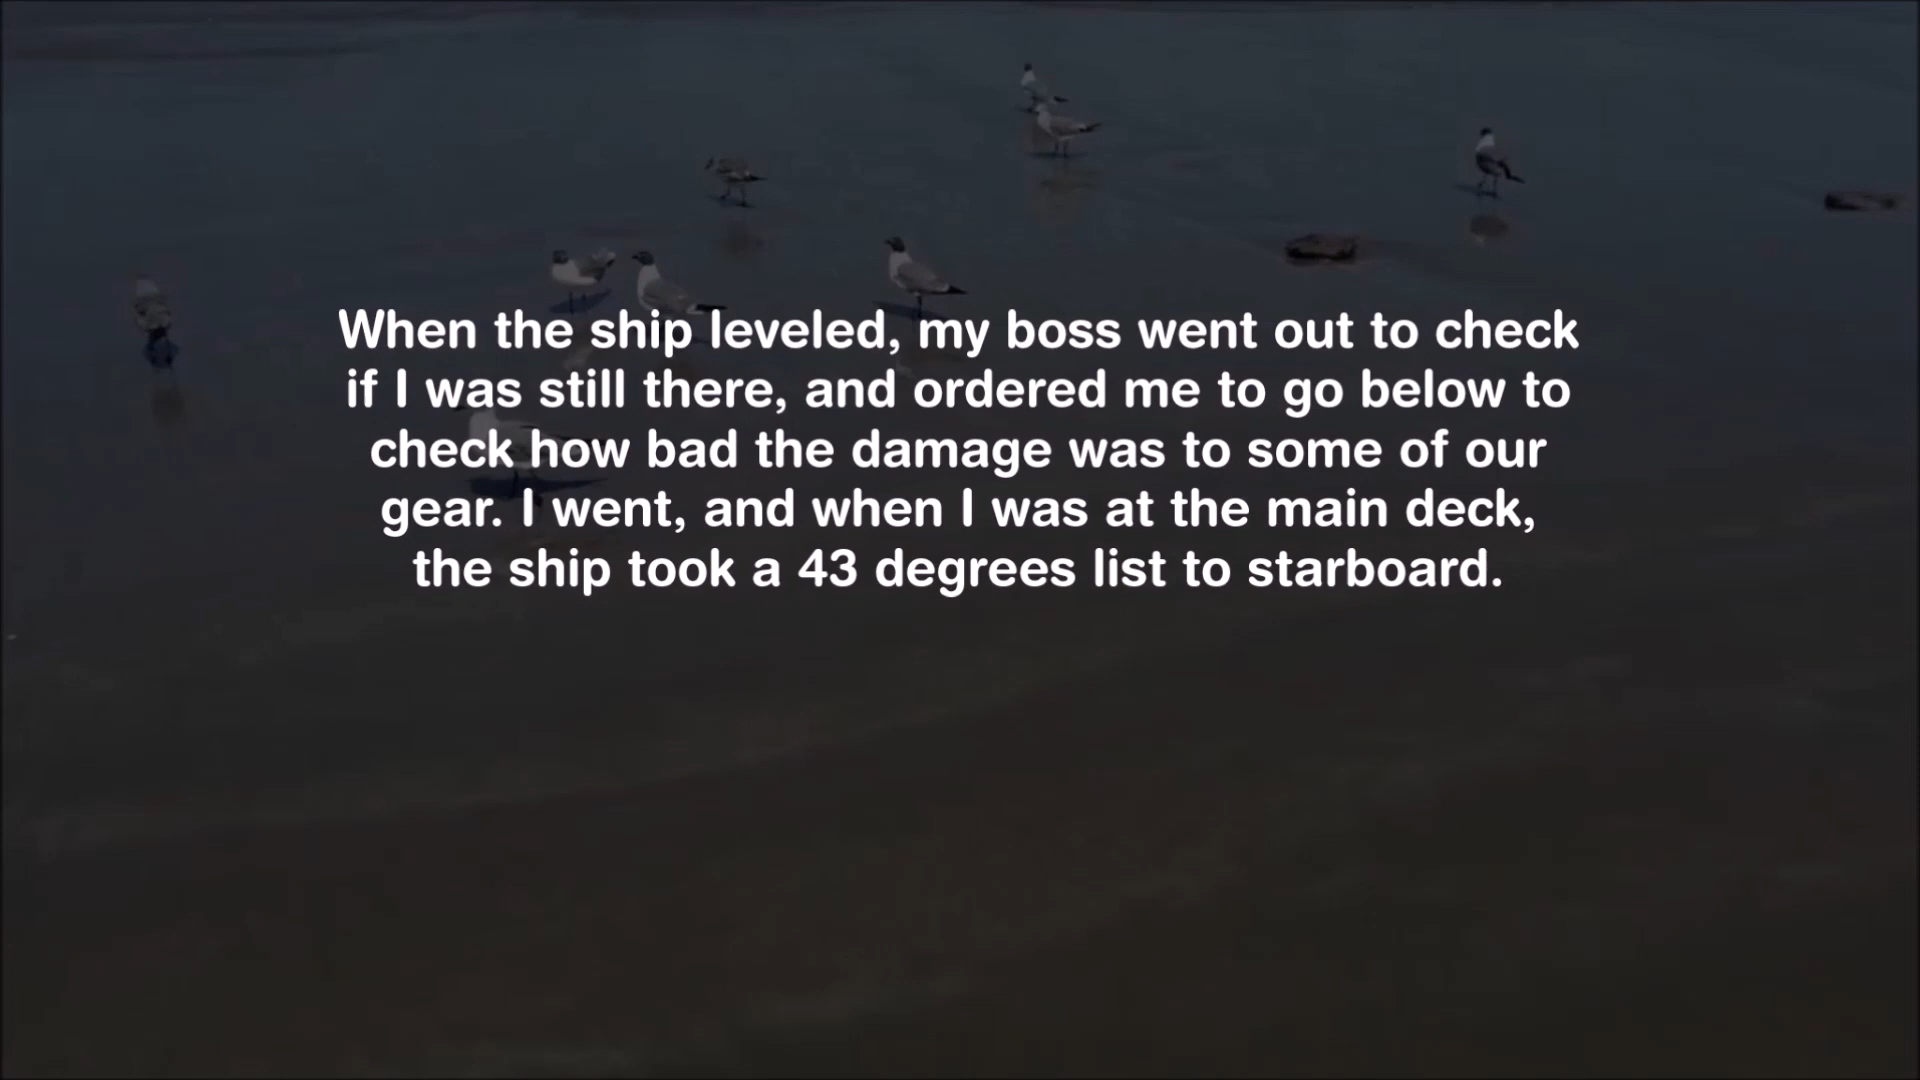 When the ship leveled, my boss went out to check
if I was still there, and ordered me to go below to
check how bad the damage was to some of our
gear. I went, and when I was at the main deck,
the ship took a 43 degrees list to starboard.